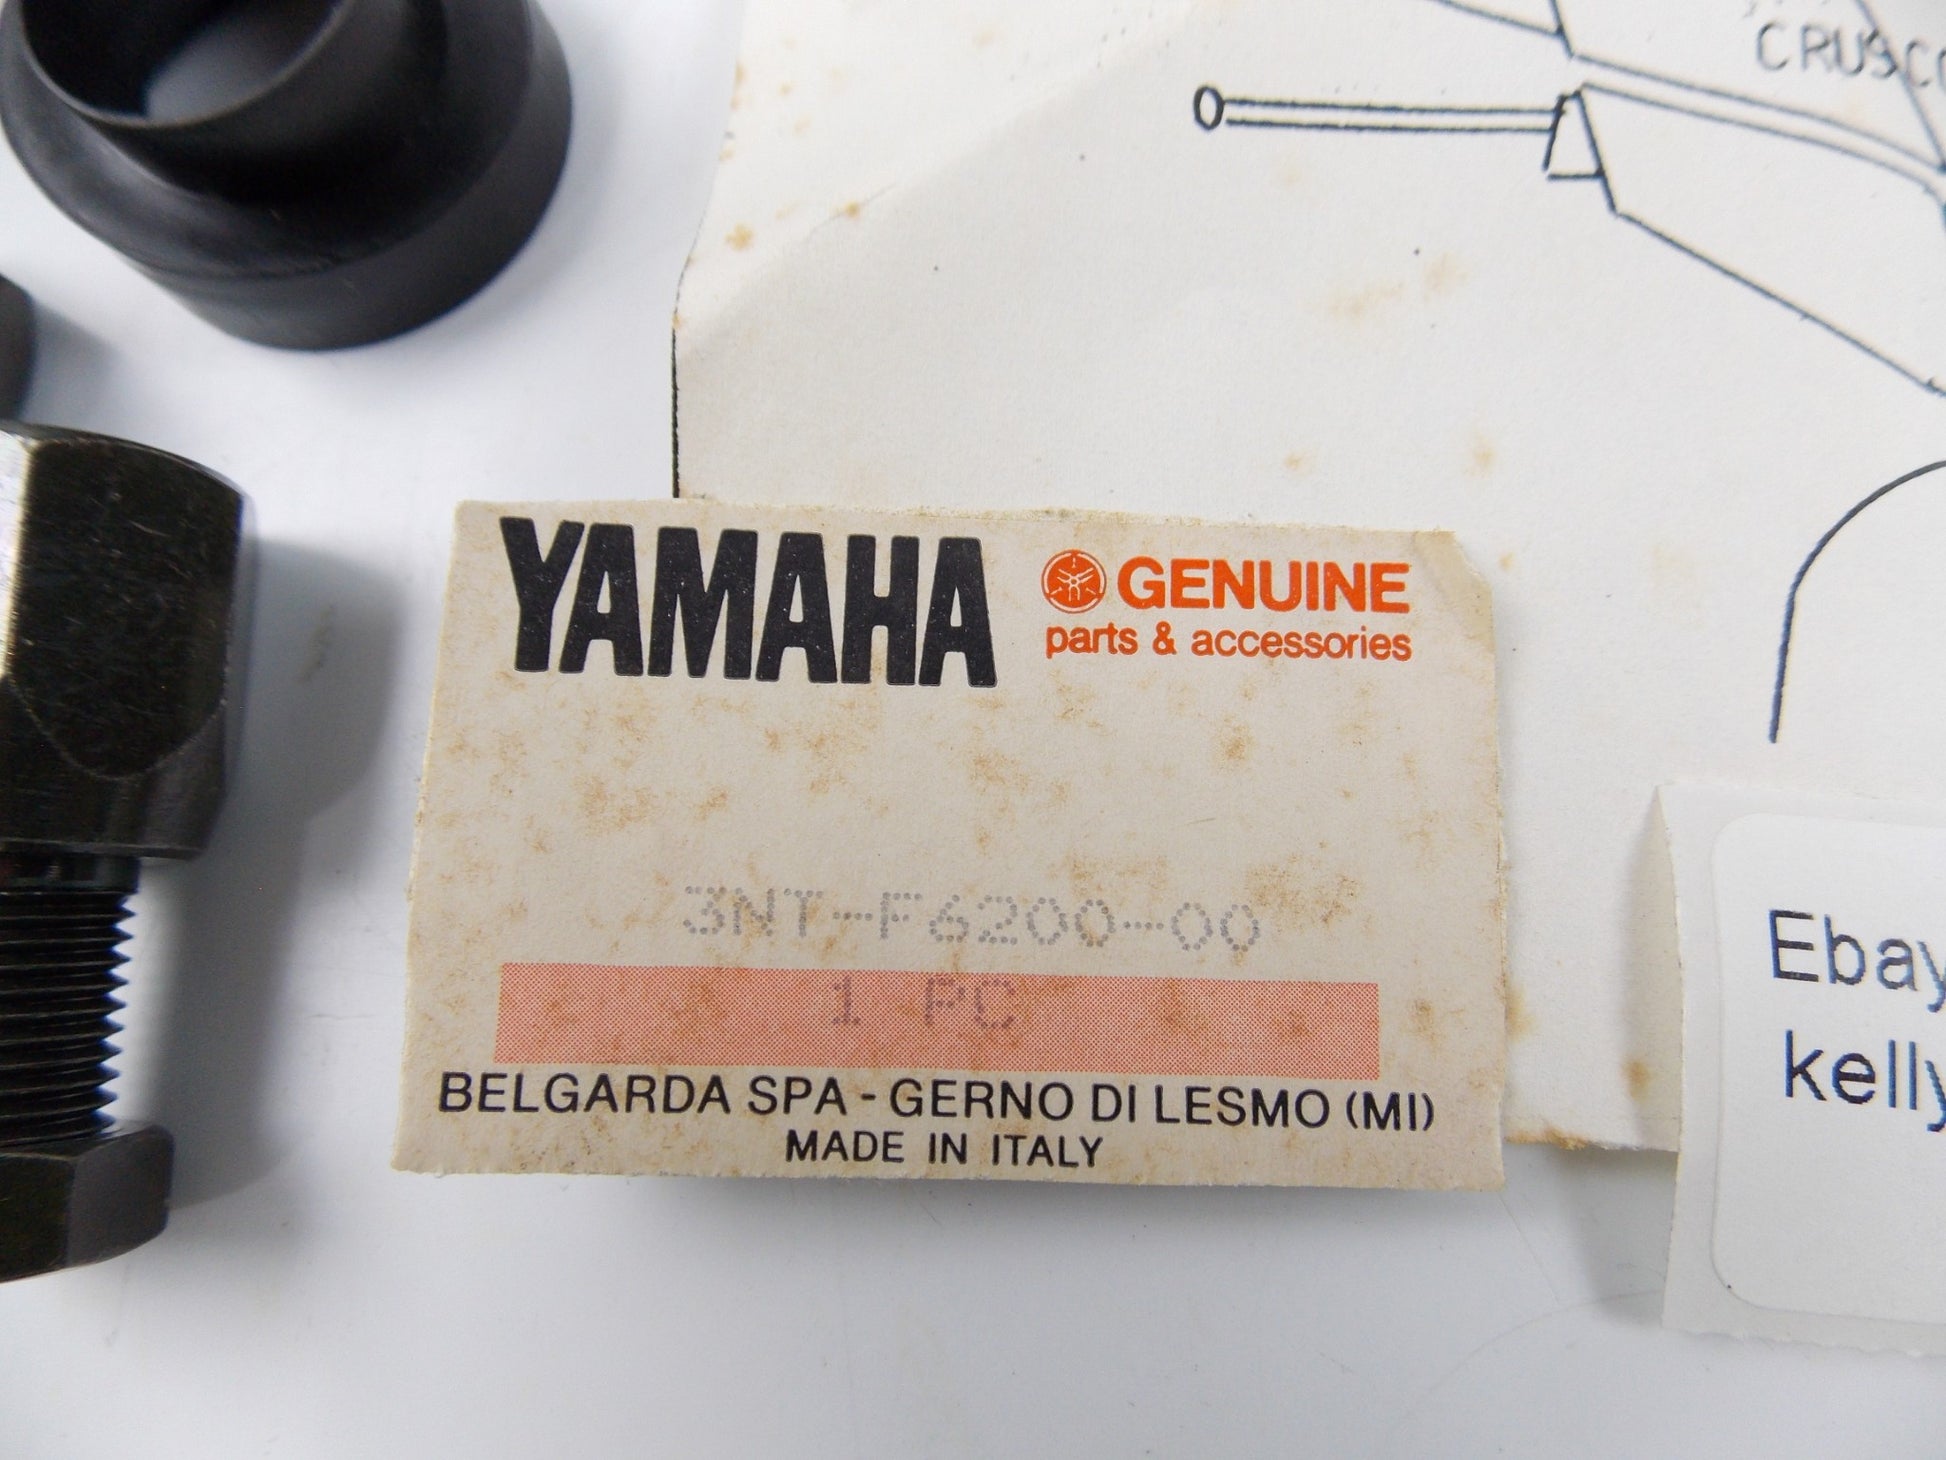 CRUSCO
YAMAHA
GENUINE
parts & accessories
3NT-F6200-00
1 PC
BELGARDA SPA - GERNO DI LESMO (MI)
MADE IN ITALY
Ebay
kelly